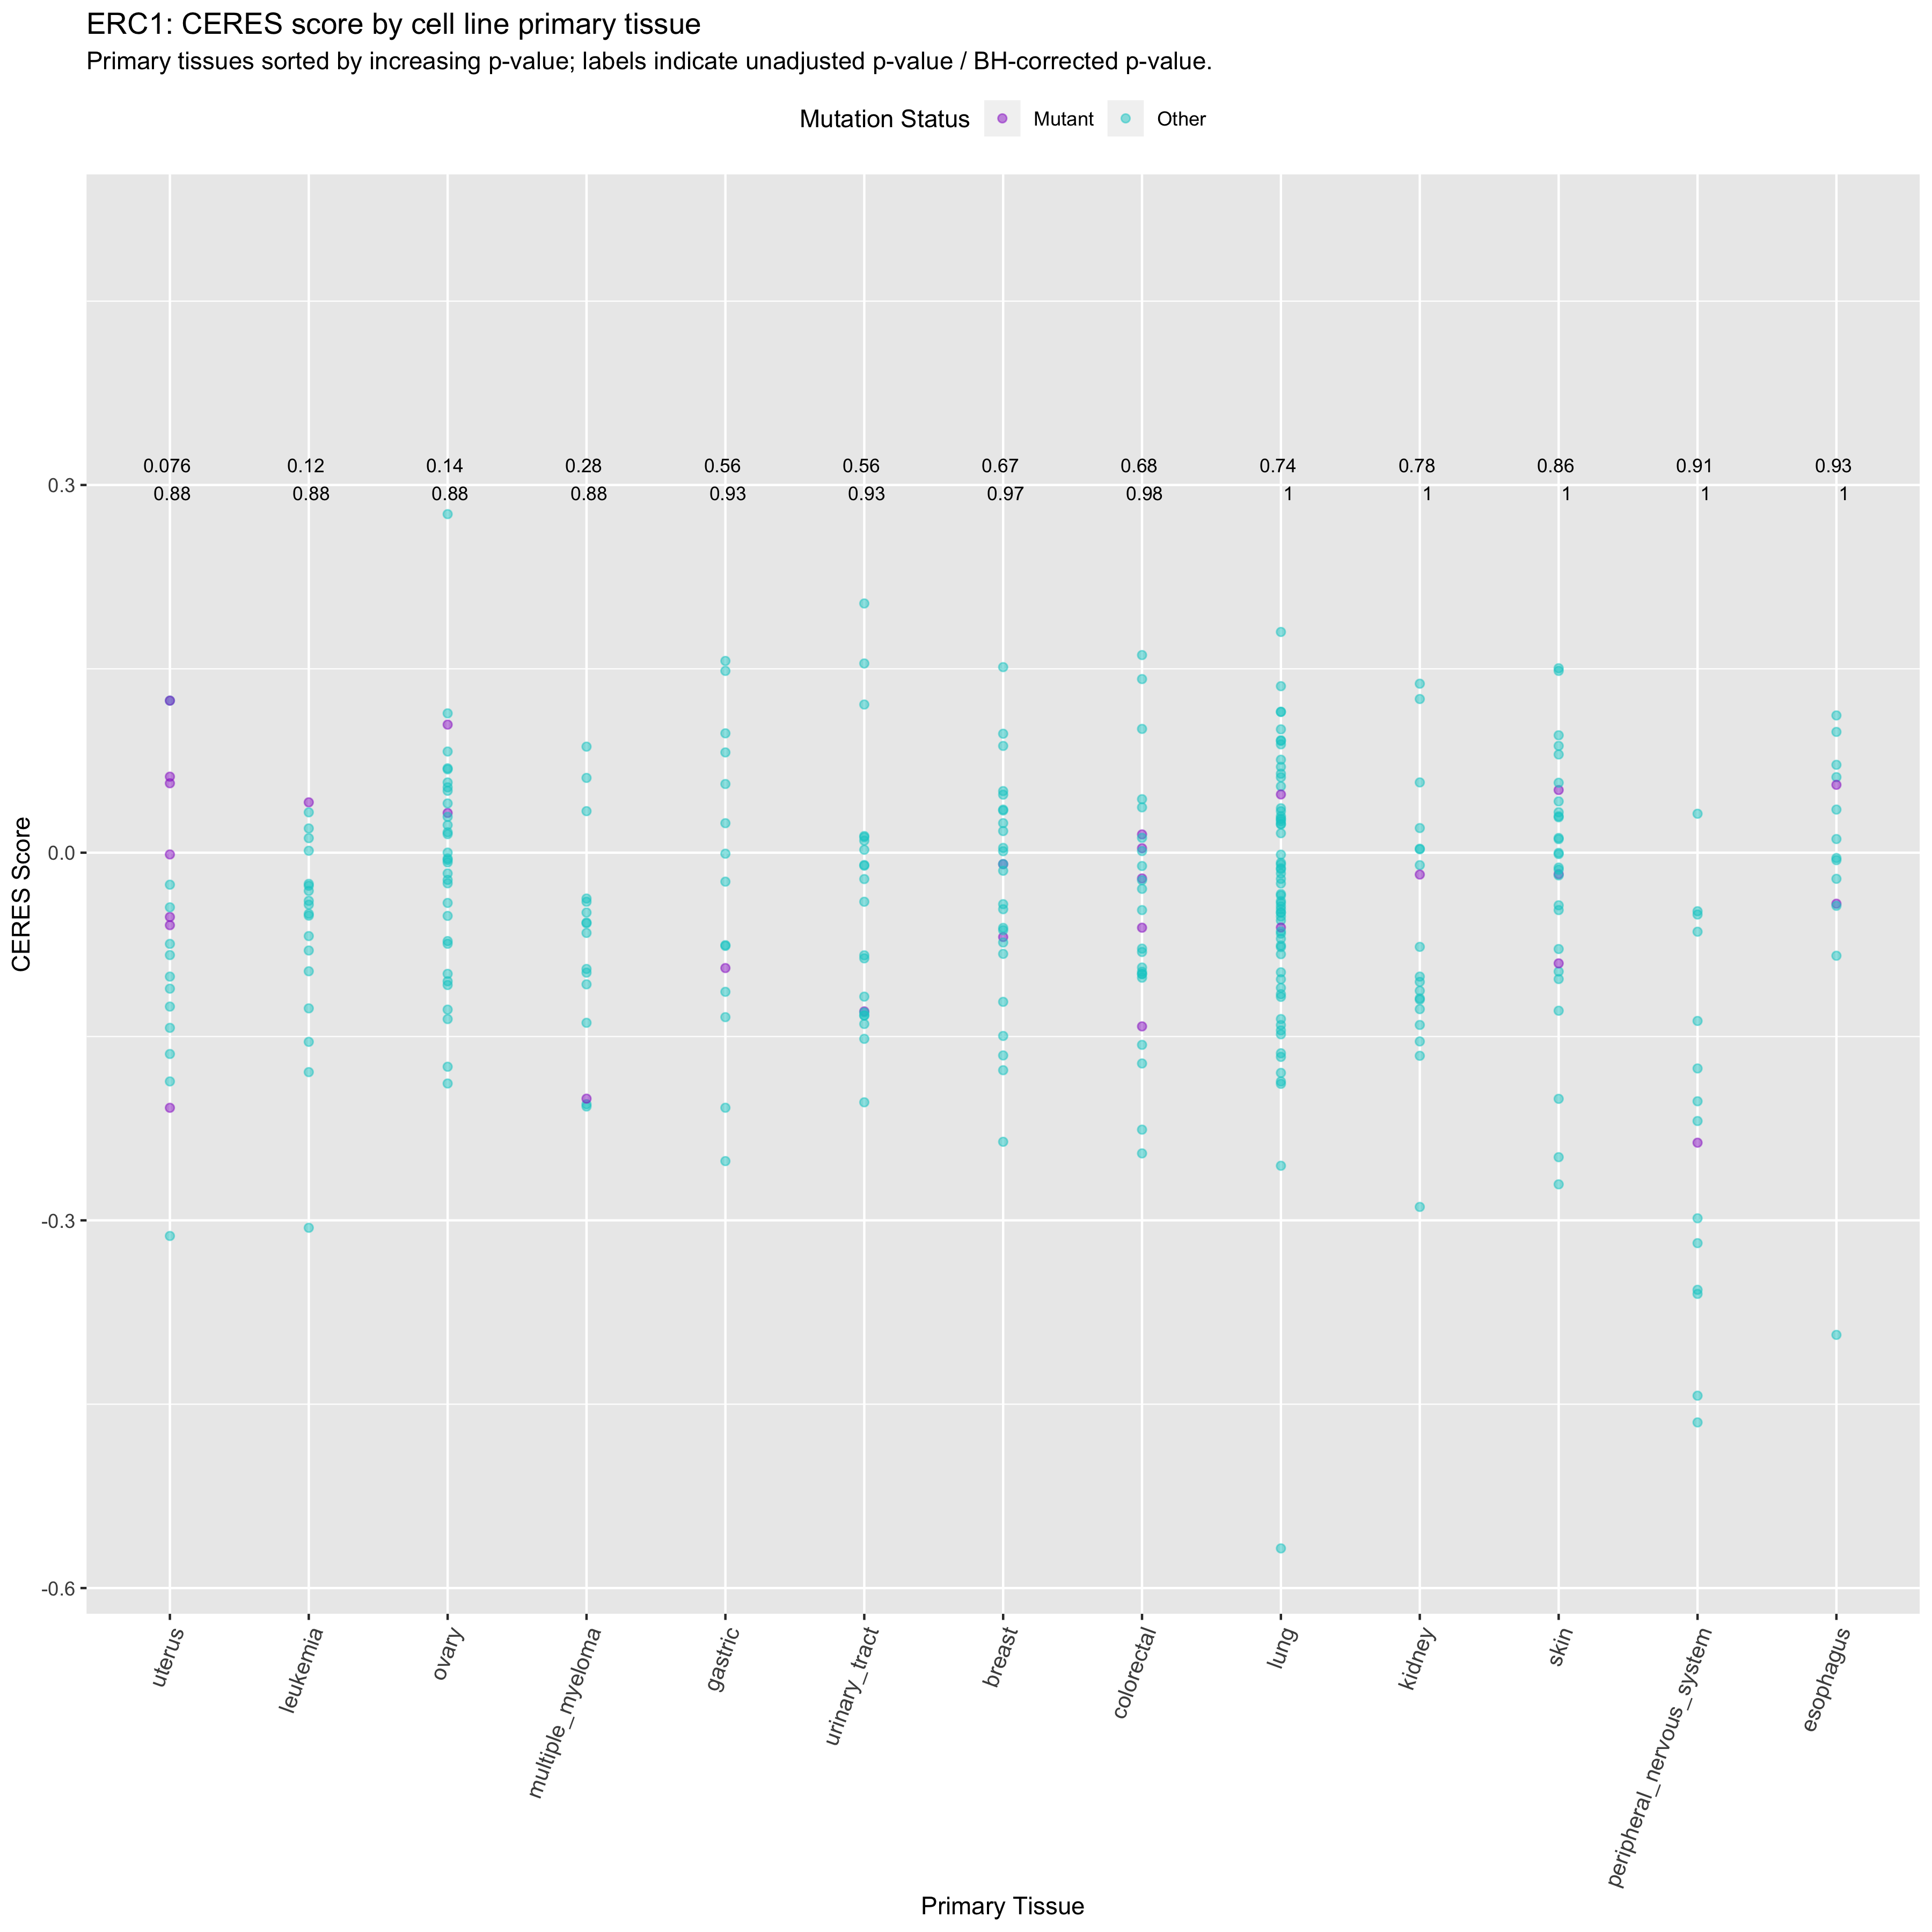 ERC1: CERES score by cell line primary tissue
Primary tissues sorted by increasing p-value; labels indicate unadjusted p-value / BH-corrected p-value.
Mutation Status Mutant Other
0.076 0.12 0.14 0.28 0.56 0.56 0.67 0.68 0.74 0.78 0.86 0.91 0.93
0.88 0.88 0.88 0.88 0.93 0.93 0.97 0.98 1 1 1 1 1
0.3
0.0
-0.3
-0.6
CERES Score
uterus
leukemia
ovary
multiple_myeloma
gastric
urinary_tract
breast
colorectal
lung
kidney
skin
peripheral_nervous_system
esophagus
Primary Tissue